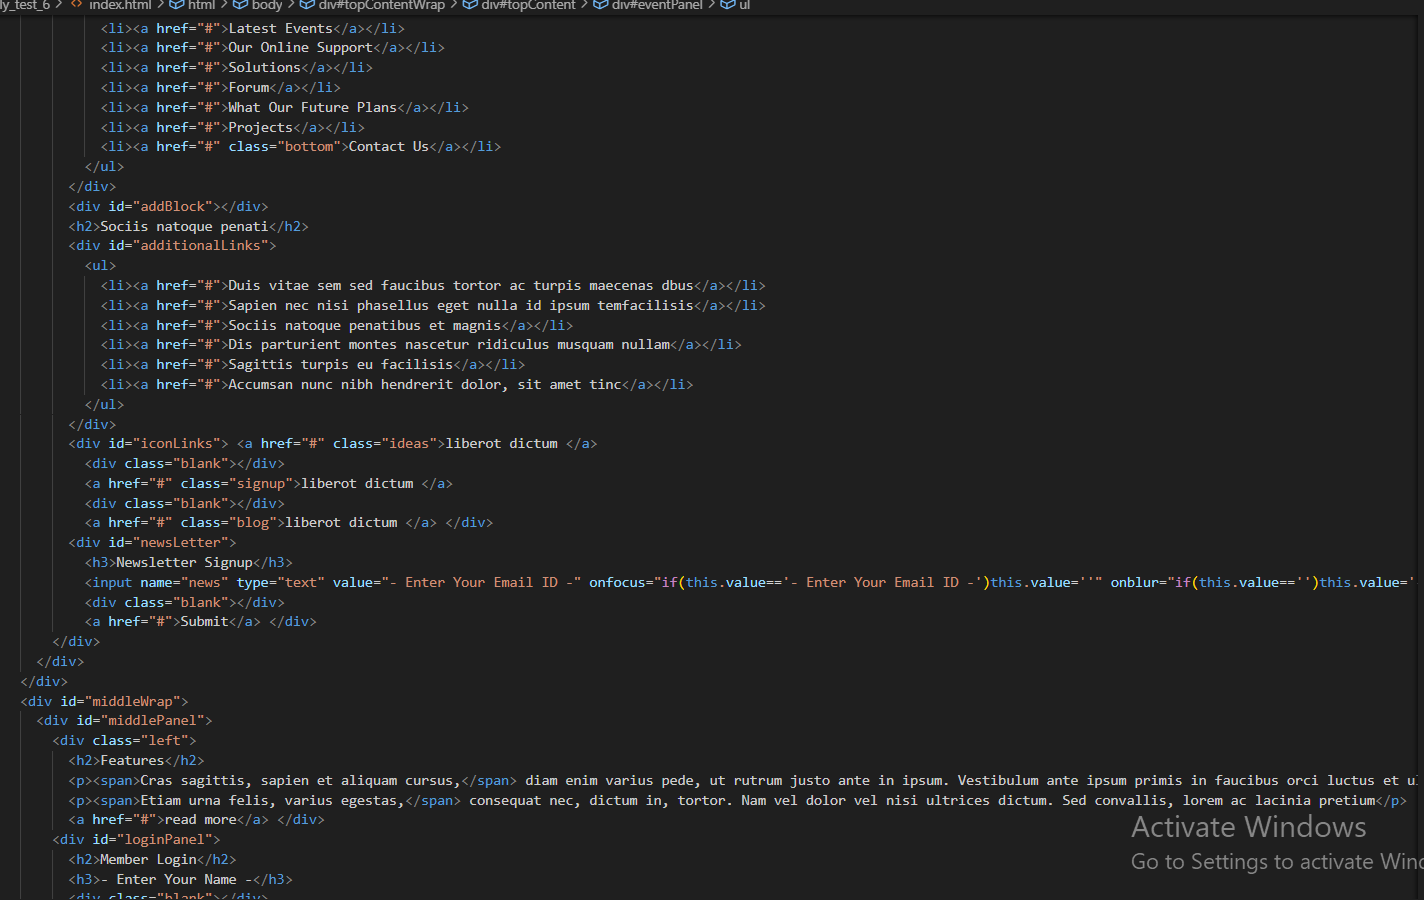 ly_test_6 > <> index.html > html > body > div#topContentWrap > div#topContent > div#eventPanel > ul
<li><a href="#">Latest Events</a></li>
<li><a href="#">Our Online Support</a></li>
<li><a href="#">Solutions</a></li>
<li><a href="#">Forum</a></li>
<li><a href="#">What Our Future Plans</a></li>
<li><a href="#">Projects</a></li>
<li><a href="#" class="bottom">Contact Us</a></li>
</ul>
</div>
<div id="addBlock"></div>
<h2>Sociis natoque penati</h2>
<div id="additionalLinks">
<ul>
<li><a href="#">Duis vitae sem sed faucibus tortor ac turpis maecenas dbus</a></li>
<li><a href="#">Sapien nec nisi phasellus eget nulla id ipsum temfacilisis</a></li>
<li><a href="#">Sociis natoque penatibus et magnis</a></li>
<li><a href="#">Dis parturient montes nascetur ridiculus musquam nullam</a></li>
<li><a href="#">Sagittis turpis eu facilisis</a></li>
<li><a href="#">Accumsan nunc nibh hendrerit dolor, sit amet tinc</a></li>
</ul>
</div>
<div id="iconLinks"> <a href="#" class="ideas">liberot dictum </a>
<div class="blank"></div>
<a href="#" class="signup">liberot dictum </a>
<div class="blank"></div>
<a href="#" class="blog">liberot dictum </a> </div>
<div id="newsLetter">
<h3>Newsletter Signup</h3>
<input name="news" type="text" value="- Enter Your Email ID -" onfocus="if(this.value=='- Enter Your Email ID -')this.value=''" onblur="if(this.value=='')this.value='
<div class="blank"></div>
<a href="#">Submit</a> </div>
</div>
</div>
</div>
<div id="middleWrap">
<div id="middlePanel">
<div class="left">
<h2>Features</h2>
<p><span>Cras sagittis, sapien et aliquam cursus,</span> diam enim varius pede, ut rutrum justo ante in ipsum. Vestibulum ante ipsum primis in faucibus orci luctus et ul
<p><span>Etiam urna felis, varius egestas,</span> consequat nec, dictum in, tortor. Nam vel dolor vel nisi ultrices dictum. Sed convallis, lorem ac lacinia pretium</p>
<a href="#">read more</a> </div>
<div id="loginPanel">
<h2>Member Login</h2>
<h3>- Enter Your Name -</h3>
<div class="blank"></div>
Activate Windows
Go to Settings to activate Winc